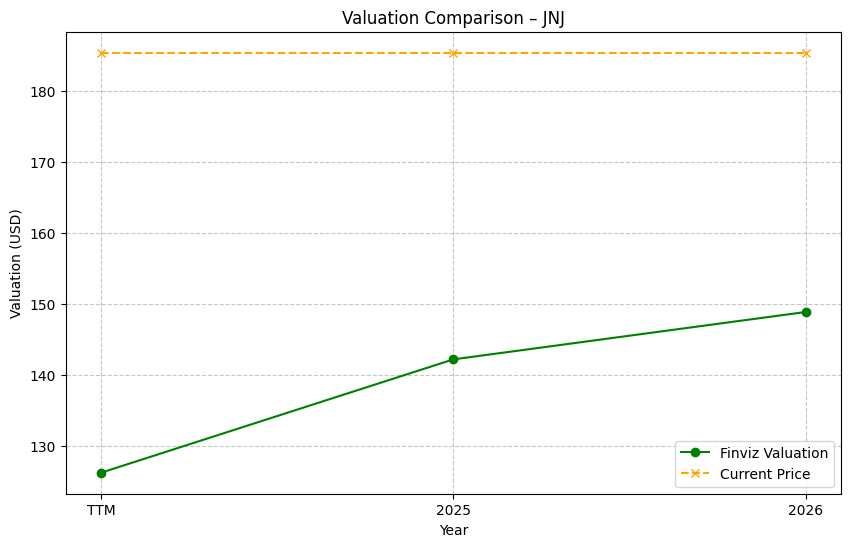 Valuation Comparison – JNJ
Valuation (USD)
180
170
160
150
140
130
TTM
2025
2026
Year
Finviz Valuation
Current Price